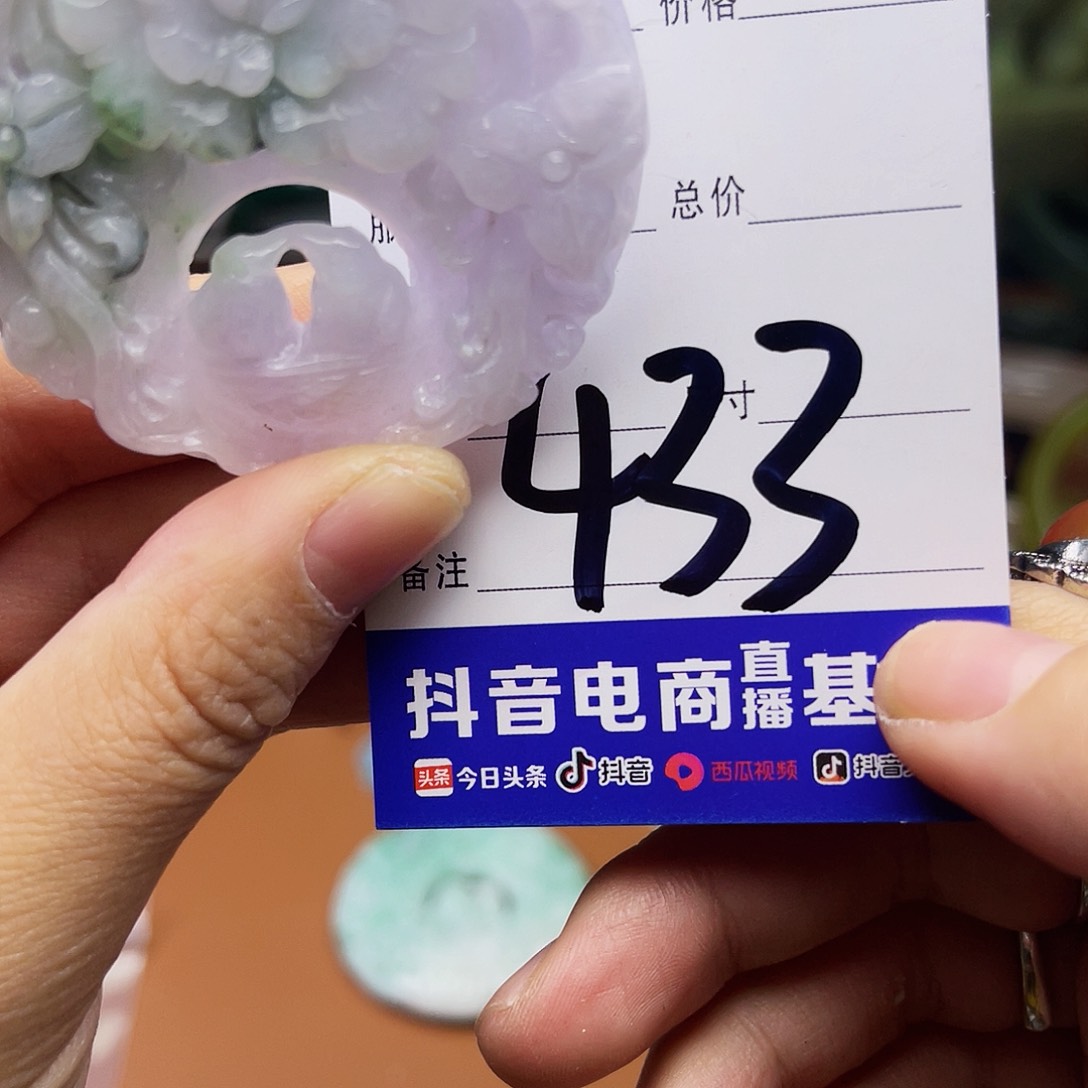 价格
总价
寸
433
备注
抖音电商直播基
头条 今日头条 抖音 西瓜视频 抖音